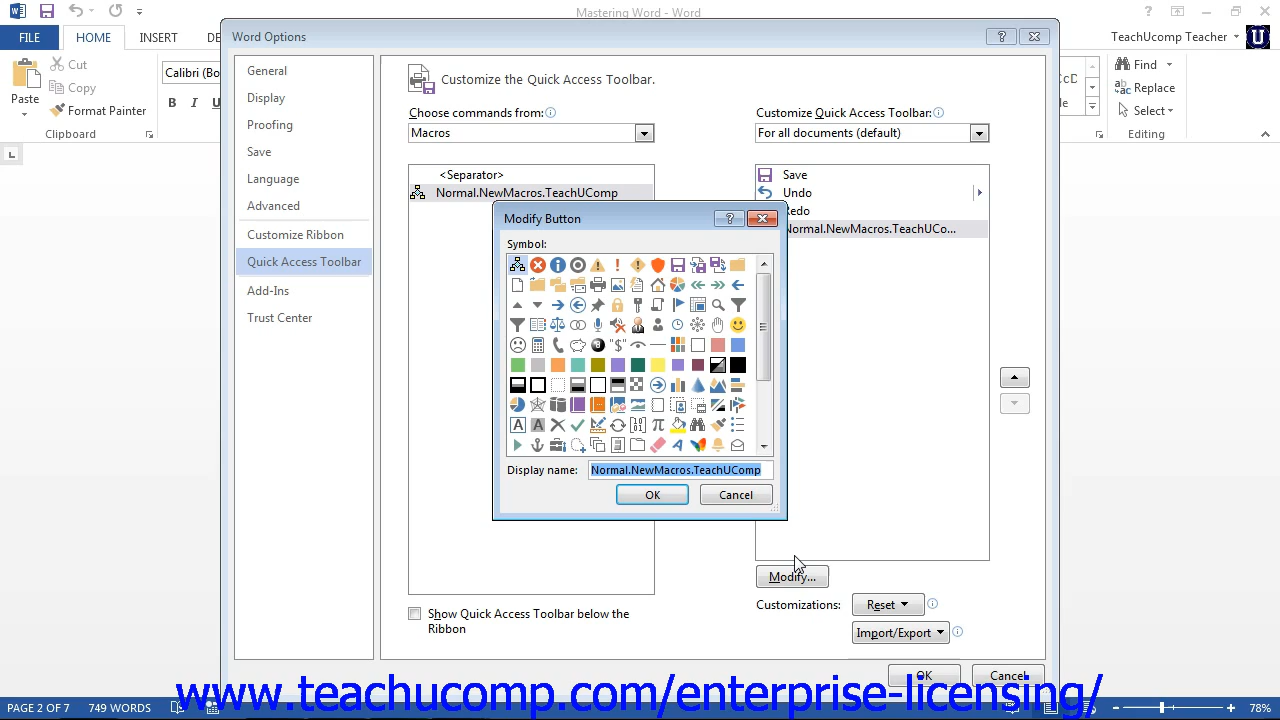 Mastering Word - Word
FILE
HOME
INSERT
DE
Word Options
TeachUcomp Teacher
Cut
Copy
Format Painter
Paste
Clipboard
Calibri (Bo
B
I
Find
Replace
Select
Editing
General
Display
Proofing
Save
Language
Advanced
Customize Ribbon
Quick Access Toolbar
Add-Ins
Trust Center
Customize the Quick Access Toolbar.
Choose commands from:
Macros
<Separator>
Normal.NewMacros.TeachUComp
Customize Quick Access Toolbar:
For all documents (default)
Save
Undo
Redo
Normal.NewMacros.TeachUCo...
Modify Button
Symbol:
Display name:
Normal.NewMacros.TeachUComp
OK
Cancel
Modify...
Customizations:
Reset
Import/Export
Show Quick Access Toolbar below the
Ribbon
OK
Cancel
www.teachucomp.com/enterprise-licensing/
PAGE 2 OF 7
749 WORDS
78%